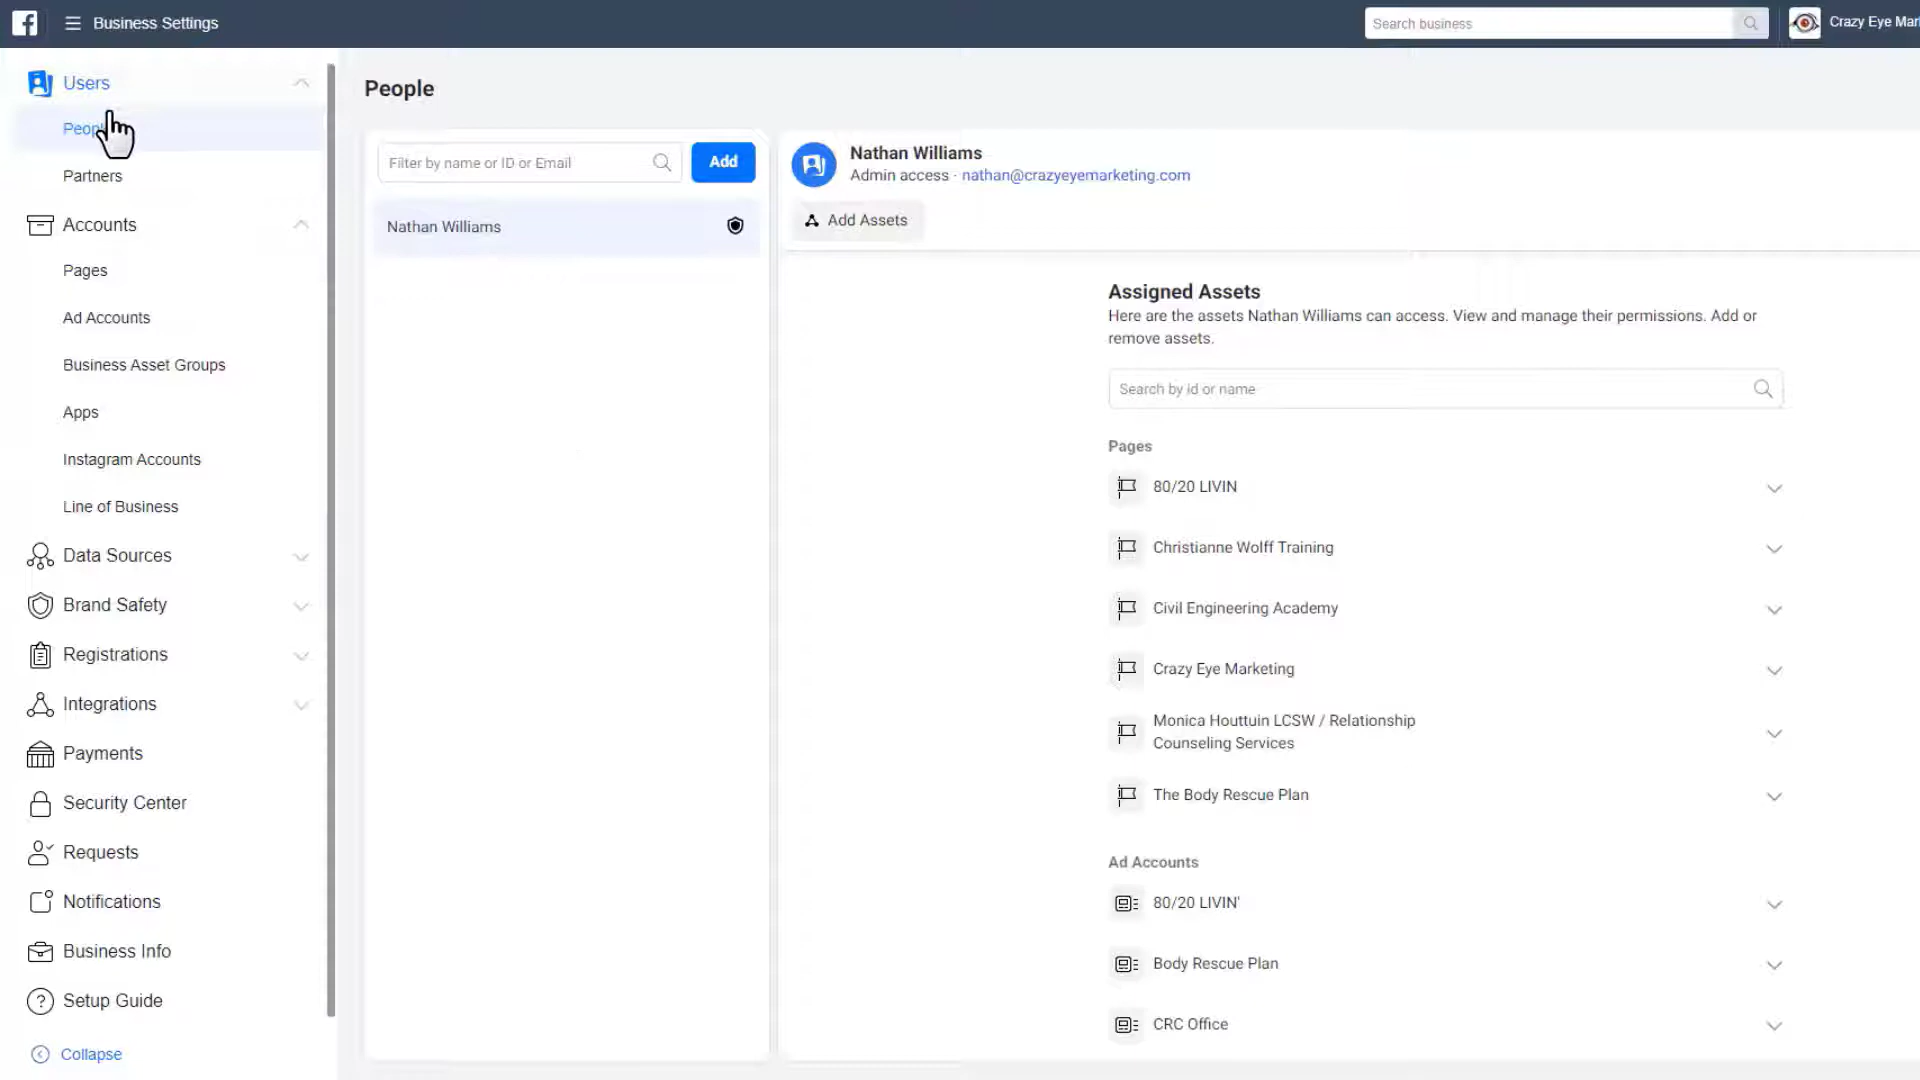 Business Settings
Search business
Crazy Eye Mar
Users
People
Partners
Accounts
Pages
Ad Accounts
Business Asset Groups
Apps
Instagram Accounts
Line of Business
Data Sources
Brand Safety
Registrations
Integrations
Payments
Security Center
Requests
Notifications
Business Info
Setup Guide
Collapse
People
Filter by name or ID or Email
Add
Nathan Williams
Nathan Williams
Admin access · nathan@crazyeyemarketing.com
Add Assets
Assigned Assets
Here are the assets Nathan Williams can access. View and manage their permissions. Add or
remove assets.
Search by id or name
Pages
80/20 LIVIN
Christianne Wolff Training
Civil Engineering Academy
Crazy Eye Marketing
Monica Houttuin LCSW / Relationship
Counseling Services
The Body Rescue Plan
Ad Accounts
80/20 LIVIN'
Body Rescue Plan
CRC Office